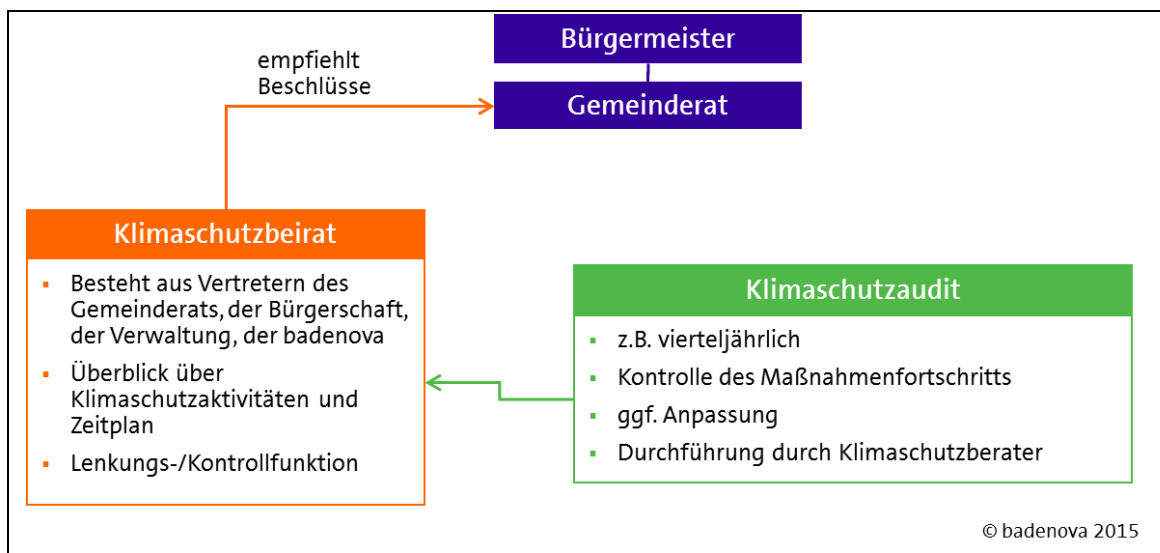 Bürgermeister
empfiehlt
Beschlüsse
Gemeinderat
Klimaschutzbeirat
▪ Besteht aus Vertretern des
Gemeinderats, der Bürgerschaft,
der Verwaltung, der badenova
▪ Überblick über
Klimaschutzaktivitäten und
Zeitplan
▪ Lenkungs-/Kontrollfunktion
Klimaschutzaudit
▪ z.B. vierteljährlich
▪ Kontrolle des Maßnahmenfortschritts
▪ ggf. Anpassung
▪ Durchführung durch Klimaschutzberater
© badenova 2015